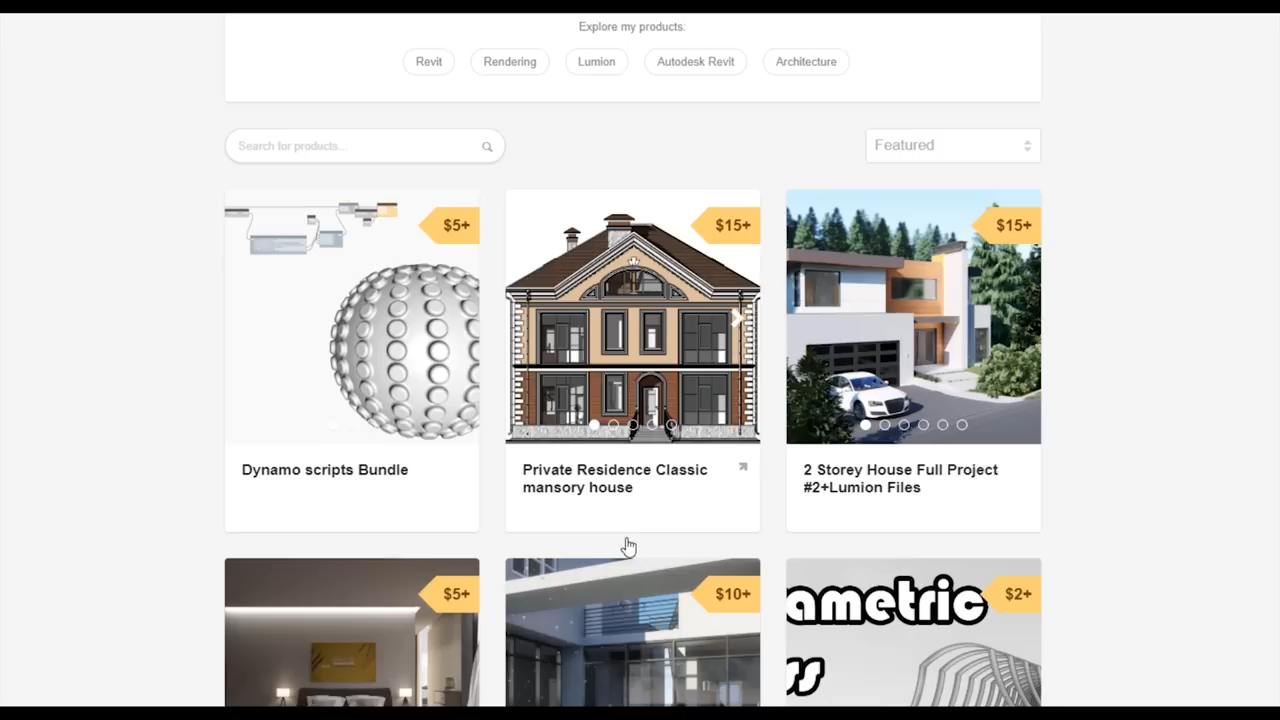 Explore my products:
Revit
Rendering
Lumion
Autodesk Revit
Architecture
Search for products...
Featured
$5+
$15+
$15+
Dynamo scripts Bundle
Private Residence Classic
mansory house
2 Storey House Full Project
#2+Lumion Files
$5+
$10+
$2+
ametric